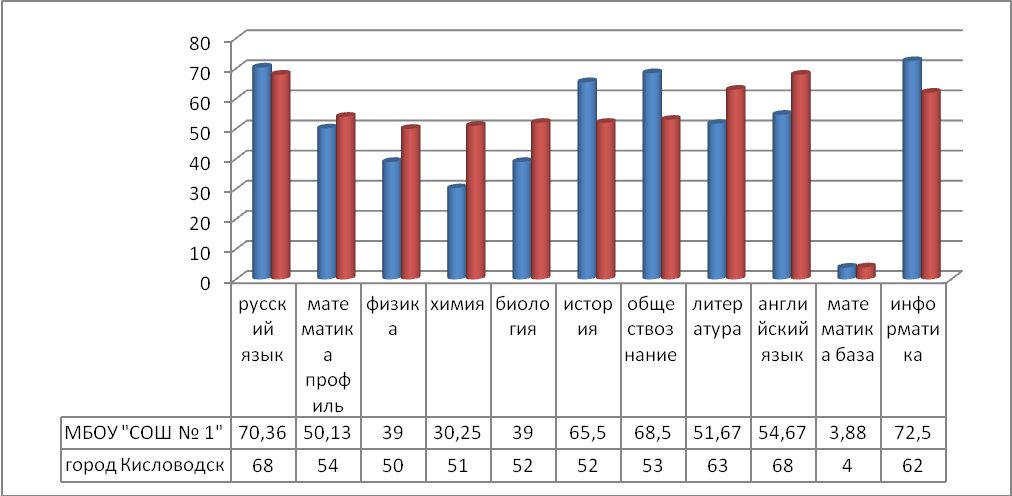 80
70
60
50
40
30
20
10
0
русск мате физик химия биоло истор общес литер англи мате инфо
ий матик а гия ия твоз атура йский матик рмати
язык а нание язык а база ка
проф
иль
МБОУ "СОШ № 1" 70,36 50,13 39 30,25 39 65,5 68,5 51,67 54,67 3,88 72,5
город Кисловодск 68 54 50 51 52 52 53 63 68 4 62